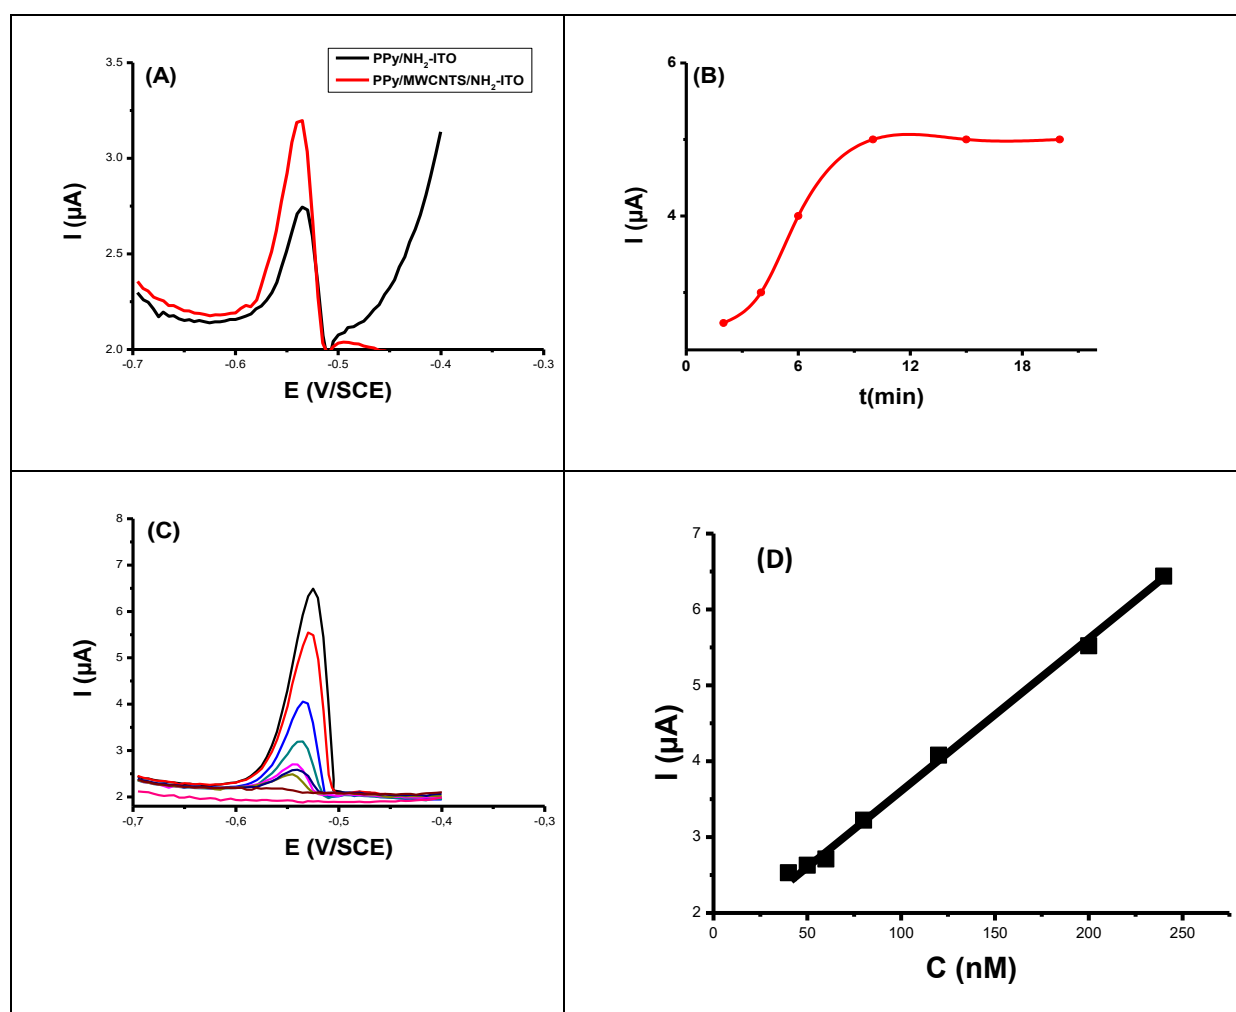 (A)
PPy/NH₂-ITO
PPy/MWCNTS/NH₂-ITO
3.5
3.0
2.5
2.0
I (µA)
-0.7
-0.6
-0.5
-0.4
-0.3
E (V/SCE)
(B)
6
4
I (µA)
0
6
12
18
t(min)
(C)
8
7
6
5
4
3
2
I (µA)
-0,7
-0,6
-0,5
-0,4
-0,3
E (V/SCE)
(D)
7
6
5
4
3
2
I (µA)
0
50
100
150
200
250
C (nM)